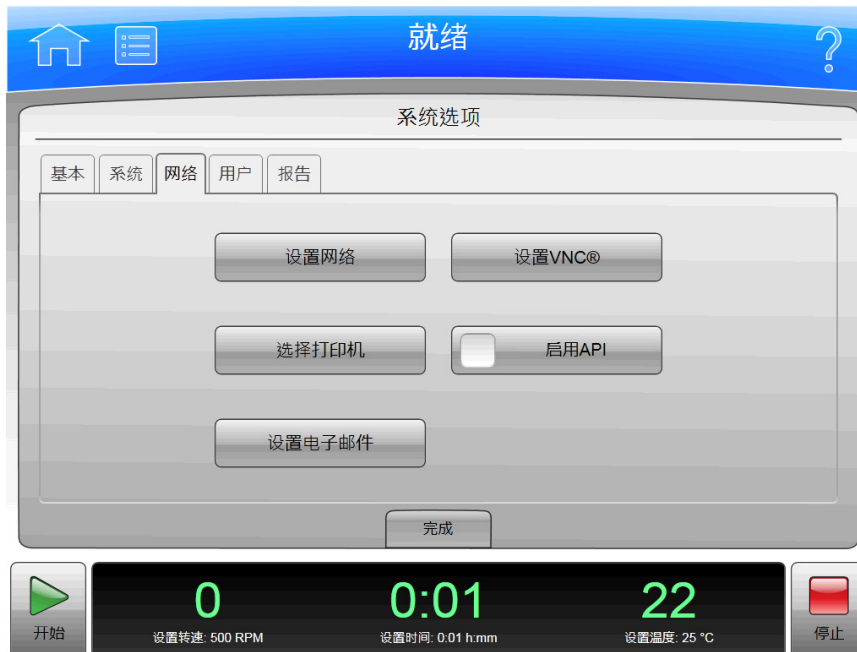 就绪
?
系统选项
基本 系统 网络 用户 报告
设置网络 设置VNC®
选择打印机 启用API
设置电子邮件
完成
0 0:01 22
开始 设置转速: 500 RPM 设置时间: 0:01 h:mm 设置温度: 25 °C 停止